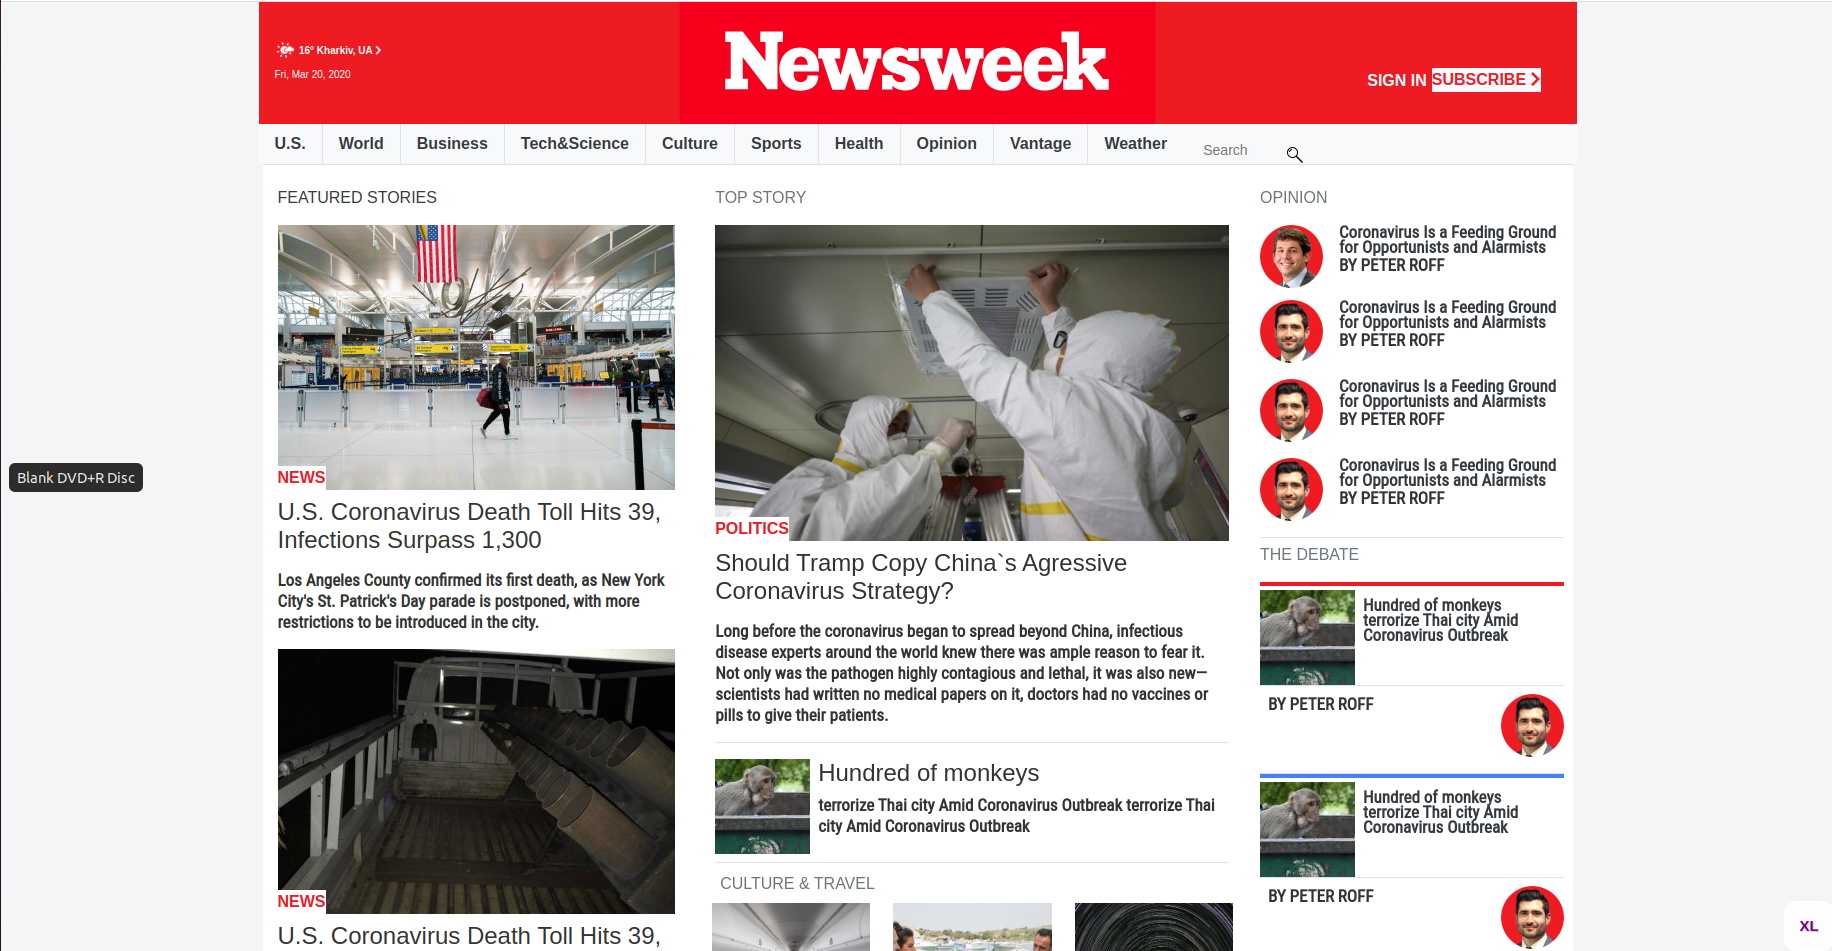 16° Kharkiv, UA
Fri, Mar 20, 2020
Newsweek
SIGN IN SUBSCRIBE
U.S. World Business Tech&Science Culture Sports Health Opinion Vantage Weather Search
FEATURED STORIES
NEWS
U.S. Coronavirus Death Toll Hits 39,
Infections Surpass 1,300
Los Angeles County confirmed its first death, as New York
City's St. Patrick's Day parade is postponed, with more
restrictions to be introduced in the city.
NEWS
U.S. Coronavirus Death Toll Hits 39,
TOP STORY
POLITICS
Should Tramp Copy China`s Agressive
Coronavirus Strategy?
Long before the coronavirus began to spread beyond China, infectious
disease experts around the world knew there was ample reason to fear it.
Not only was the pathogen highly contagious and lethal, it was also new—
scientists had written no medical papers on it, doctors had no vaccines or
pills to give their patients.
Hundred of monkeys
terrorize Thai city Amid Coronavirus Outbreak terrorize Thai
city Amid Coronavirus Outbreak
CULTURE & TRAVEL
OPINION
Coronavirus Is a Feeding Ground
for Opportunists and Alarmists
BY PETER ROFF
Coronavirus Is a Feeding Ground
for Opportunists and Alarmists
BY PETER ROFF
Coronavirus Is a Feeding Ground
for Opportunists and Alarmists
BY PETER ROFF
Coronavirus Is a Feeding Ground
for Opportunists and Alarmists
BY PETER ROFF
THE DEBATE
Hundred of monkeys
terrorize Thai city Amid
Coronavirus Outbreak
BY PETER ROFF
Hundred of monkeys
terrorize Thai city Amid
Coronavirus Outbreak
BY PETER ROFF
Blank DVD+R Disc
XL